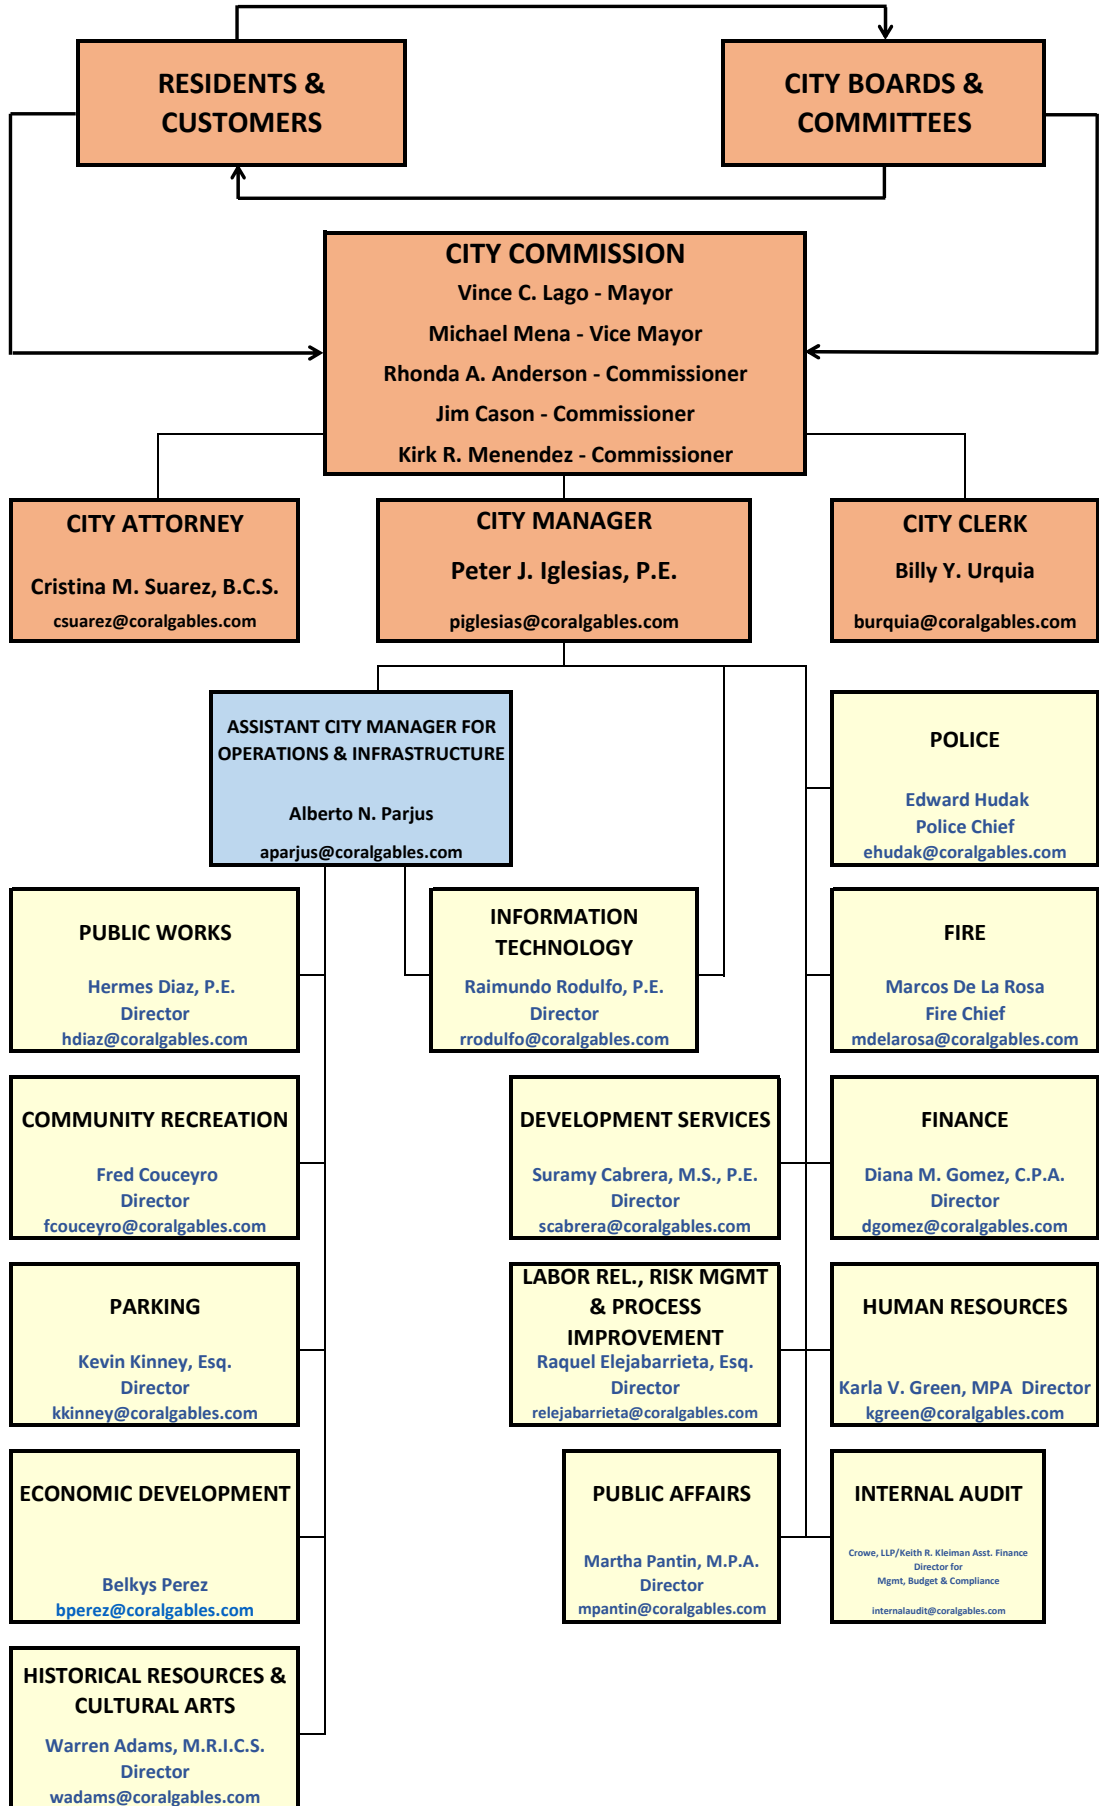 RESIDENTS &
CUSTOMERS
CITY BOARDS &
COMMITTEES
CITY COMMISSION
Vince C. Lago - Mayor
Michael Mena - Vice Mayor
Rhonda A. Anderson - Commissioner
Jim Cason - Commissioner
Kirk R. Menendez - Commissioner
CITY ATTORNEY
Cristina M. Suarez, B.C.S.
csuarez@coralgables.com
CITY MANAGER
Peter J. Iglesias, P.E.
piglesias@coralgables.com
CITY CLERK
Billy Y. Urquia
burquia@coralgables.com
ASSISTANT CITY MANAGER FOR
OPERATIONS & INFRASTRUCTURE
Alberto N. Parjus
aparjus@coralgables.com
POLICE
Edward Hudak
Police Chief
ehudak@coralgables.com
PUBLIC WORKS
Hermes Diaz, P.E.
Director
hdiaz@coralgables.com
INFORMATION
TECHNOLOGY
Raimundo Rodulfo, P.E.
Director
rrodulfo@coralgables.com
FIRE
Marcos De La Rosa
Fire Chief
mdelarosa@coralgables.com
COMMUNITY RECREATION
Fred Couceyro
Director
fcouceyro@coralgables.com
DEVELOPMENT SERVICES
Suramy Cabrera, M.S., P.E.
Director
scabrera@coralgables.com
FINANCE
Diana M. Gomez, C.P.A.
Director
dgomez@coralgables.com
PARKING
Kevin Kinney, Esq.
Director
kkinney@coralgables.com
LABOR REL., RISK MGMT
& PROCESS
IMPROVEMENT
Raquel Elejabarrieta, Esq.
Director
relejabarrieta@coralgables.com
HUMAN RESOURCES
Karla V. Green, MPA  Director
kgreen@coralgables.com
ECONOMIC DEVELOPMENT
Belkys Perez
bperez@coralgables.com
PUBLIC AFFAIRS
Martha Pantin, M.P.A.
Director
mpantin@coralgables.com
INTERNAL AUDIT
Crowe, LLP/Keith R. Kleiman Asst. Finance
Director for
Mgmt, Budget & Compliance
internalaudit@coralgables.com
HISTORICAL RESOURCES &
CULTURAL ARTS
Warren Adams, M.R.I.C.S.
Director
wadams@coralgables.com